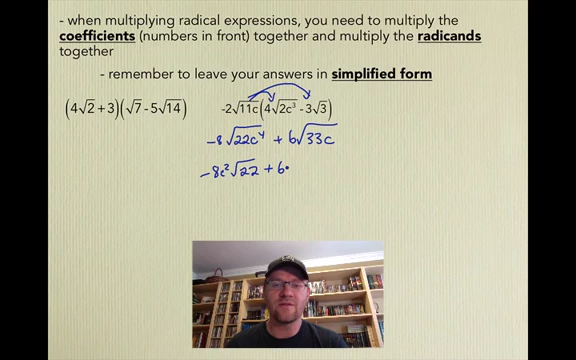 - when multiplying radical expressions, you need to multiply the
coefficients (numbers in front) together and multiply the radicands
together
- remember to leave your answers in simplified form
(4√2 + 3)(√7 - 5√14)
-2√11c(4√2c³ - 3√3)
-8√22c⁴ + 6√33c
-8c²√22 + 6